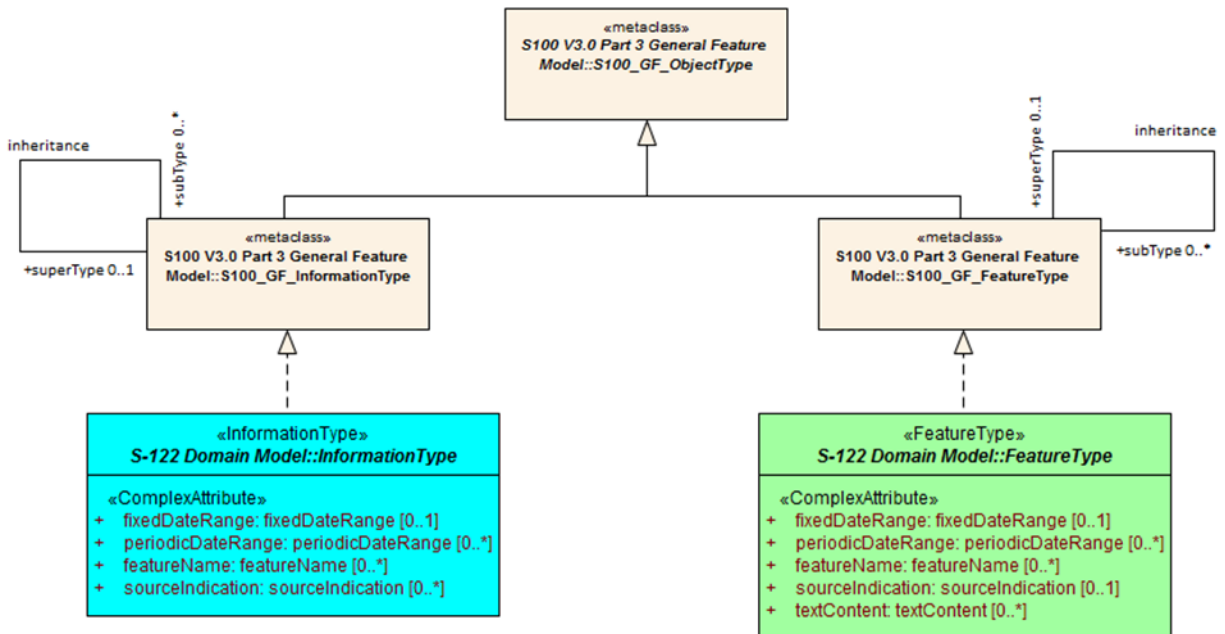 «metaclass»
S100 V3.0 Part 3 General Feature
Model::S100_GF_ObjectType
inheritance
+subType 0..*
+superType 0..1
«metaclass»
S100 V3.0 Part 3 General Feature
Model::S100_GF_InformationType
+superType 0..1
inheritance
+subType 0..*
«metaclass»
S100 V3.0 Part 3 General Feature
Model::S100_GF_FeatureType
«InformationType»
S-122 Domain Model::InformationType
«ComplexAttribute»
+ fixedDateRange: fixedDateRange [0..1]
+ periodicDateRange: periodicDateRange [0..*]
+ featureName: featureName [0..*]
+ sourceIndication: sourceIndication [0..*]
«FeatureType»
S-122 Domain Model::FeatureType
«ComplexAttribute»
+ fixedDateRange: fixedDateRange [0..1]
+ periodicDateRange: periodicDateRange [0..*]
+ featureName: featureName [0..*]
+ sourceIndication: sourceIndication [0..1]
+ textContent: textContent [0..*]